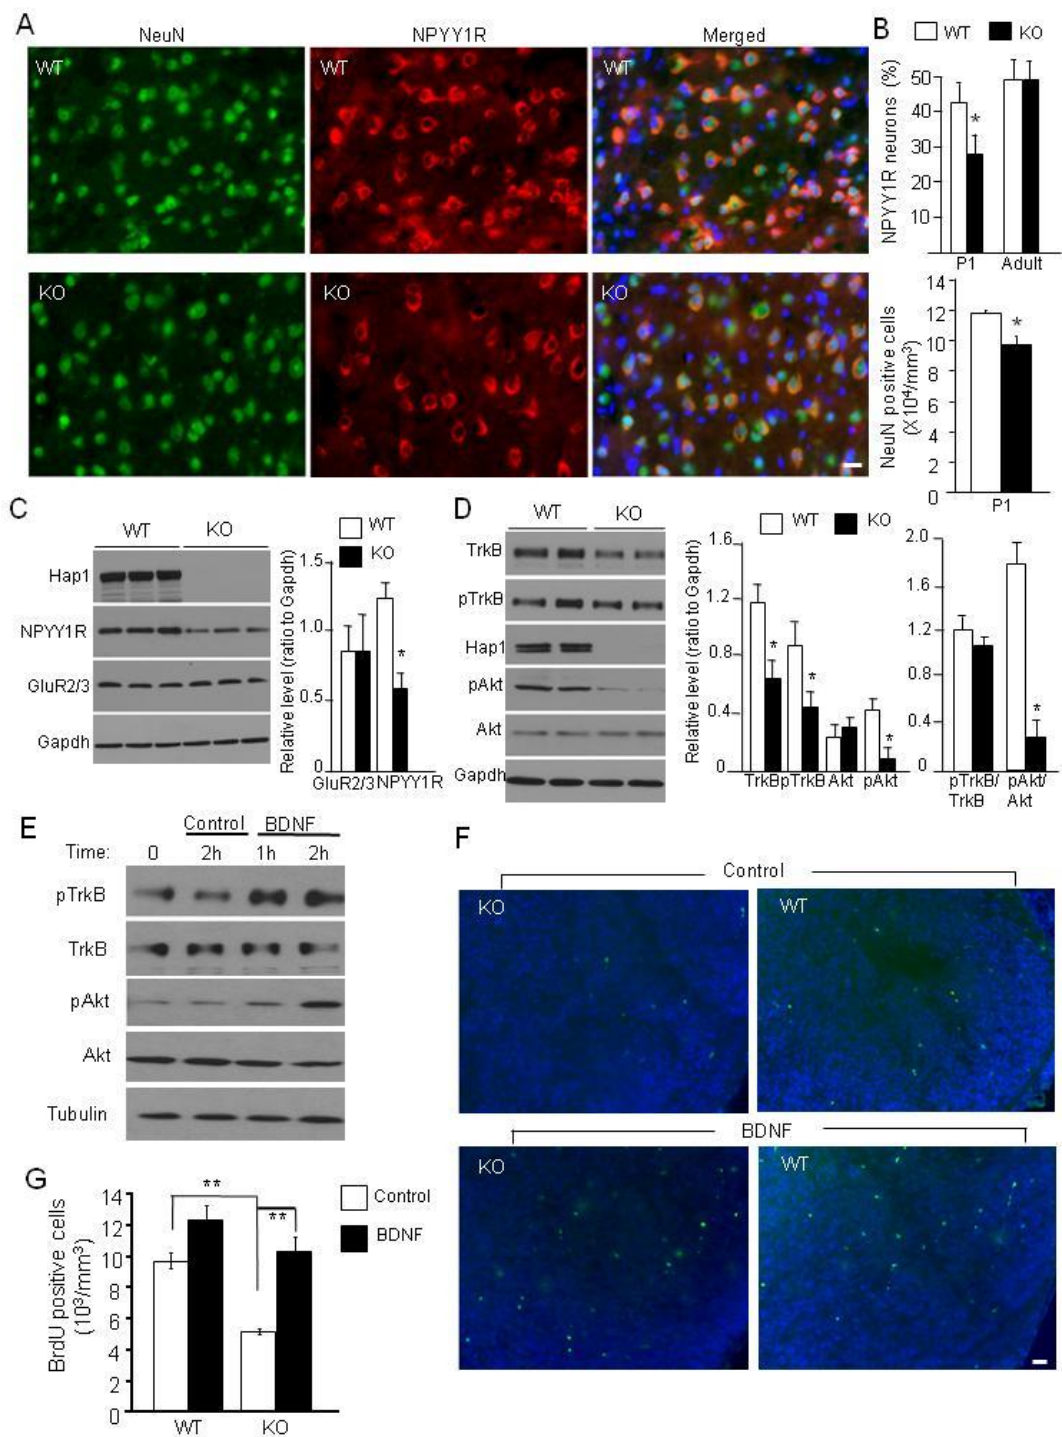 A
NeuN
NPYY1R
Merged
WT
WT
WT
KO
KO
KO
B
WT
KO
NPYY1R neurons (%)
50
40
30
20
10
*
P1
Adult
NeuN positive cells
(X10⁴/mm³)
14
12
10
8
6
4
2
0
*
P1
C
WT
KO
Hap1
NPYY1R
GluR2/3
Gapdh
WT
KO
Relative level (ratio to Gapdh)
1.5
1.0
0.5
0
*
GluR2/3
NPYY1R
D
WT
KO
TrkB
pTrkB
Hap1
pAkt
Akt
Gapdh
WT
KO
Relative level (ratio to Gapdh)
1.6
1.2
0.8
0.4
0
*
*
*
TrkB
pTrkB
Akt
pAkt
2.0
1.6
1.2
0.8
0.4
0
*
pTrkB/
TrkB
pAkt/
Akt
E
Control
BDNF
Time:
0
2h
1h
2h
pTrkB
TrkB
pAkt
Akt
Tubulin
F
Control
KO
WT
BDNF
KO
WT
G
Control
BDNF
BrdU positive cells
(10³/mm³)
14
12
10
8
6
4
2
0
**
**
WT
KO